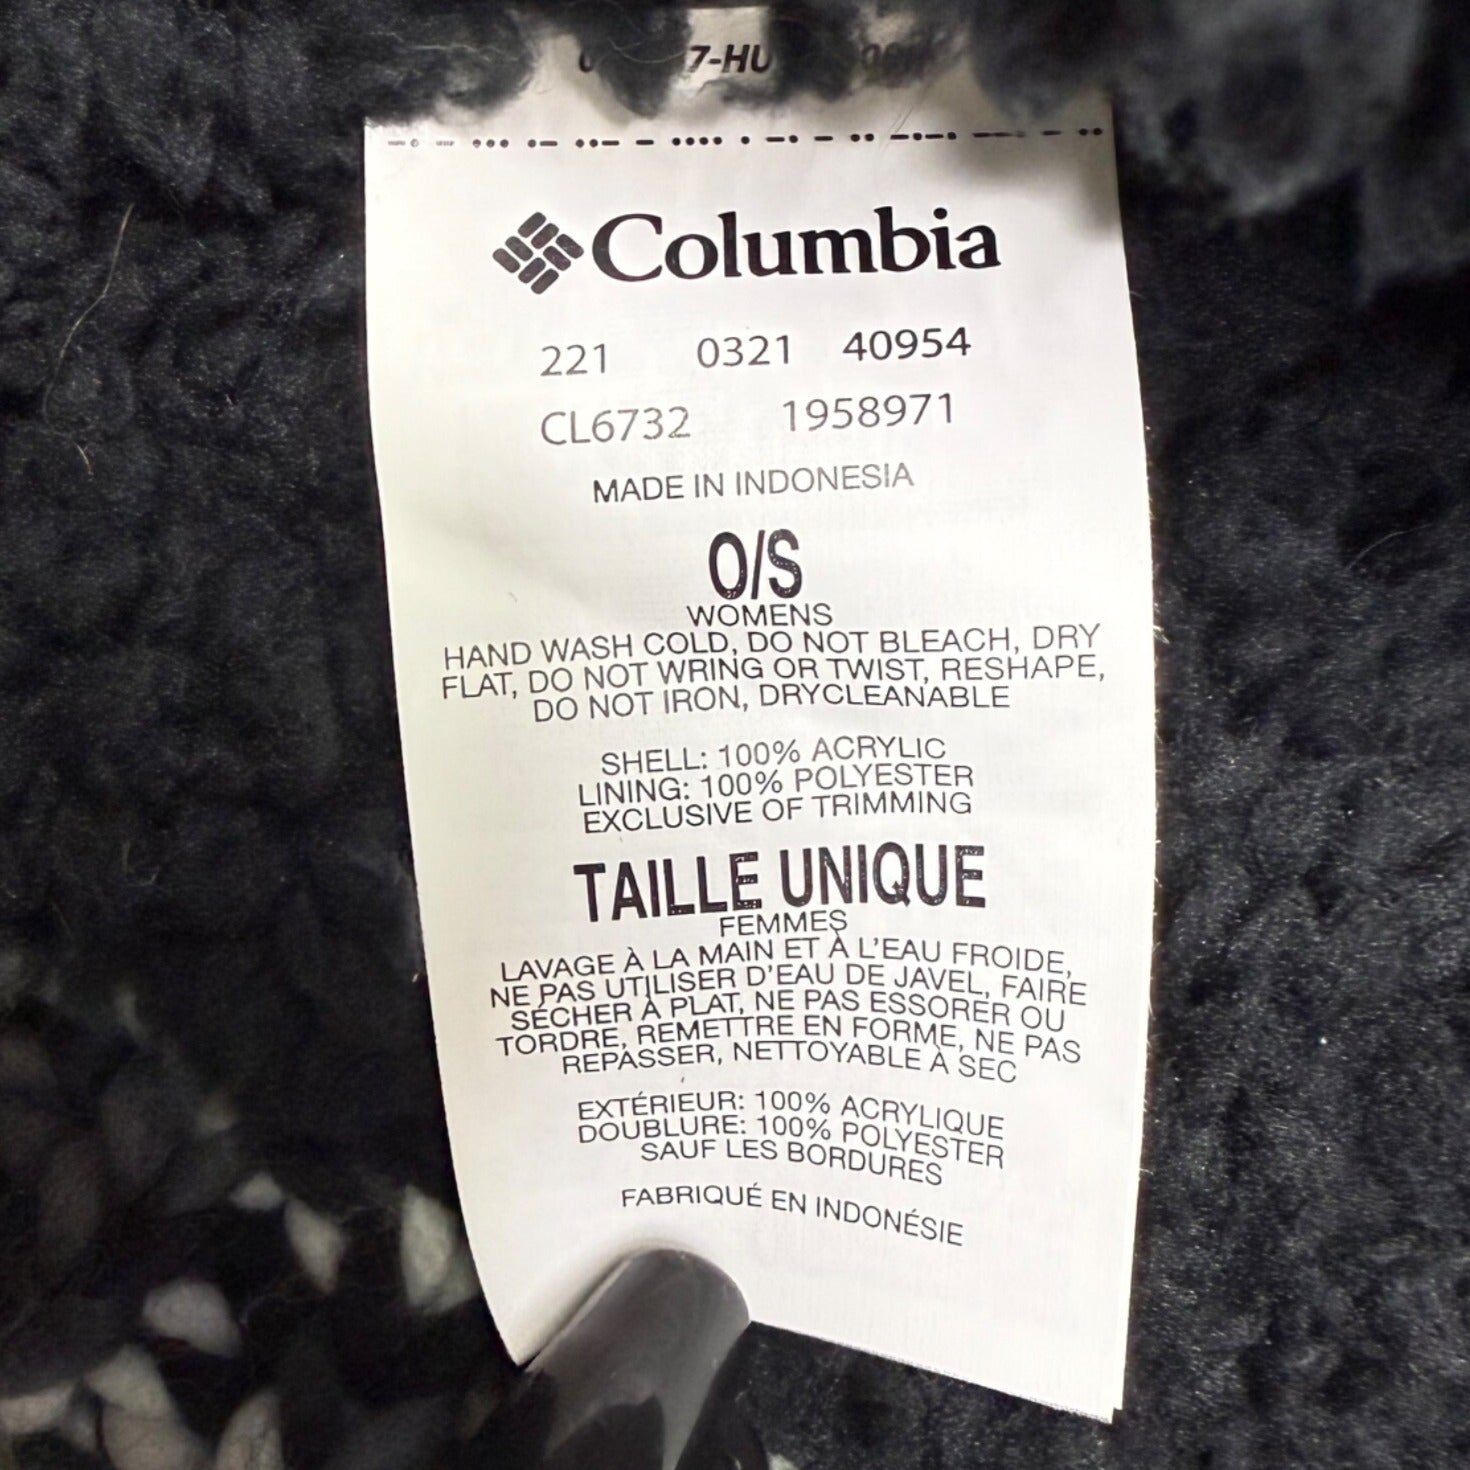 7-HU
Columbia
221 0321 40954
CL6732 1958971
MADE IN INDONESIA
O/S
WOMENS
HAND WASH COLD, DO NOT BLEACH, DRY
FLAT, DO NOT WRING OR TWIST, RESHAPE,
DO NOT IRON, DRYCLEANABLE
SHELL: 100% ACRYLIC
LINING: 100% POLYESTER
EXCLUSIVE OF TRIMMING
TAILLE UNIQUE
FEMMES
LAVAGE À LA MAIN ET À L'EAU FROIDE,
NE PAS UTILISER D'EAU DE JAVEL, FAIRE
SÉCHER À PLAT, NE PAS ESSORER OU
TORDRE, REMETTRE EN FORME, NE PAS
REPASSER, NETTOYABLE À SEC
EXTÉRIEUR: 100% ACRYLIQUE
DOUBLURE: 100% POLYESTER
SAUF LES BORDURES
FABRIQUÉ EN INDONÉSIE